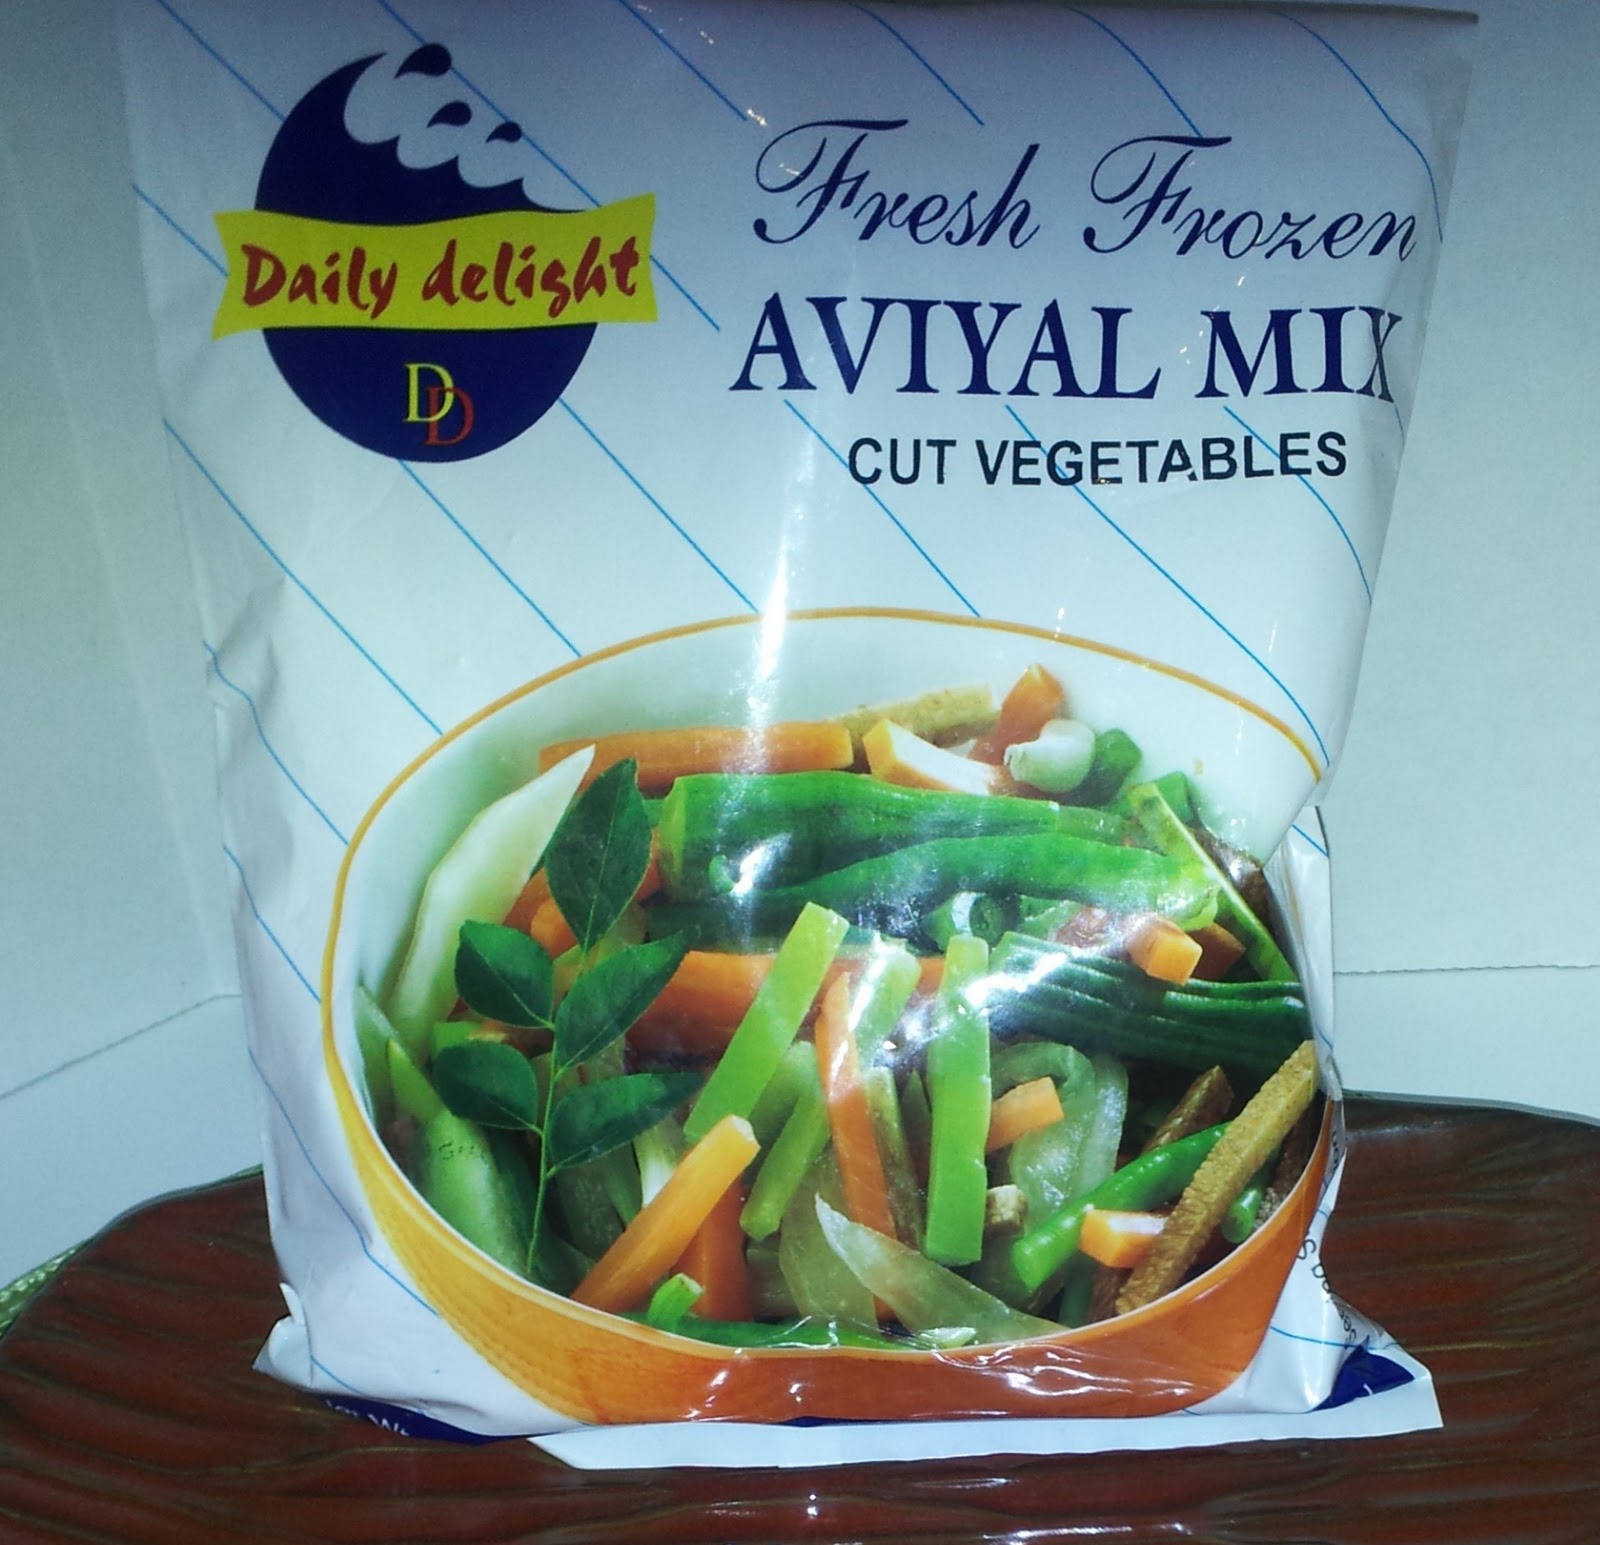 Daily delight
DD
Fresh Frozen
AVIYAL MIX
CUT VEGETABLES